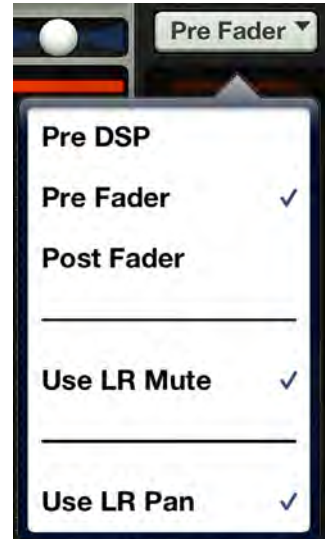 Pre Fader
Pre DSP
Pre Fader
Post Fader
Use LR Mute
Use LR Pan